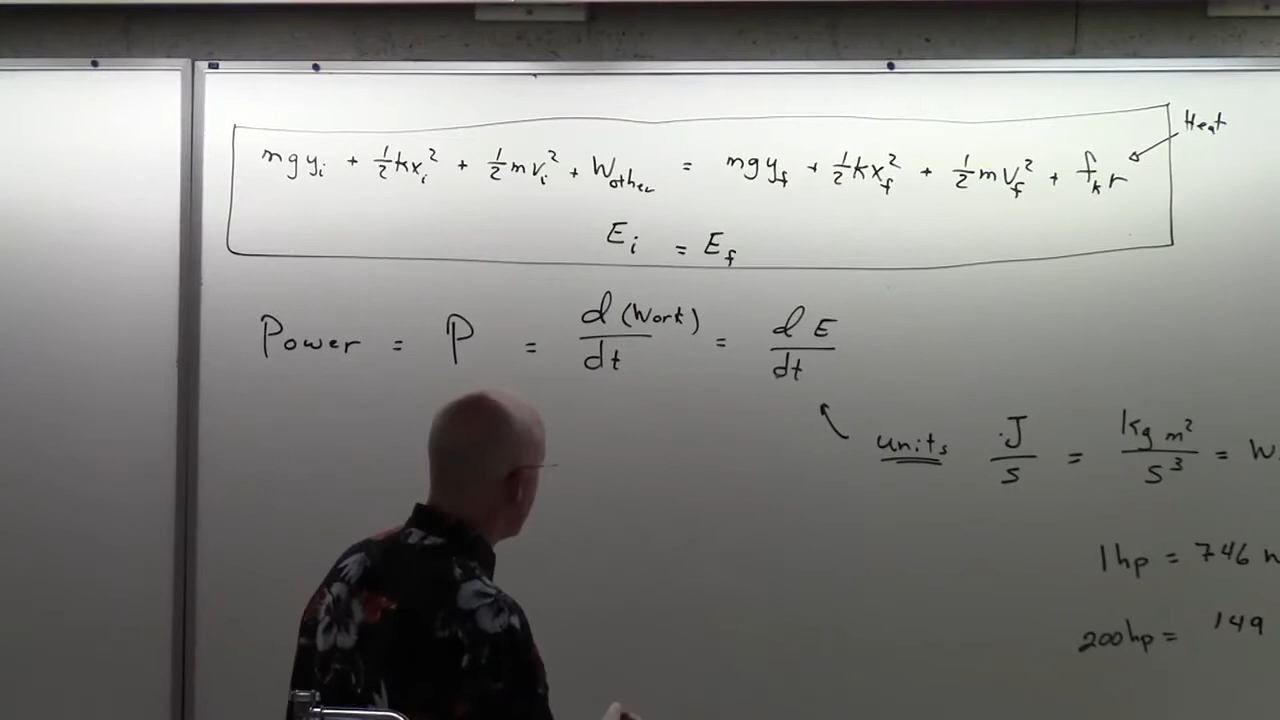 mgyᵢ + ½kxᵢ² + ½mvᵢ² + W_other = mgy_f + ½kx_f² + ½mv_f² + f_k r
Heat
Eᵢ = E_f
Power = P = d(Work)/dt = dE/dt
units J/s = kg m²/s³ = W
1hp = 746
200hp = 149